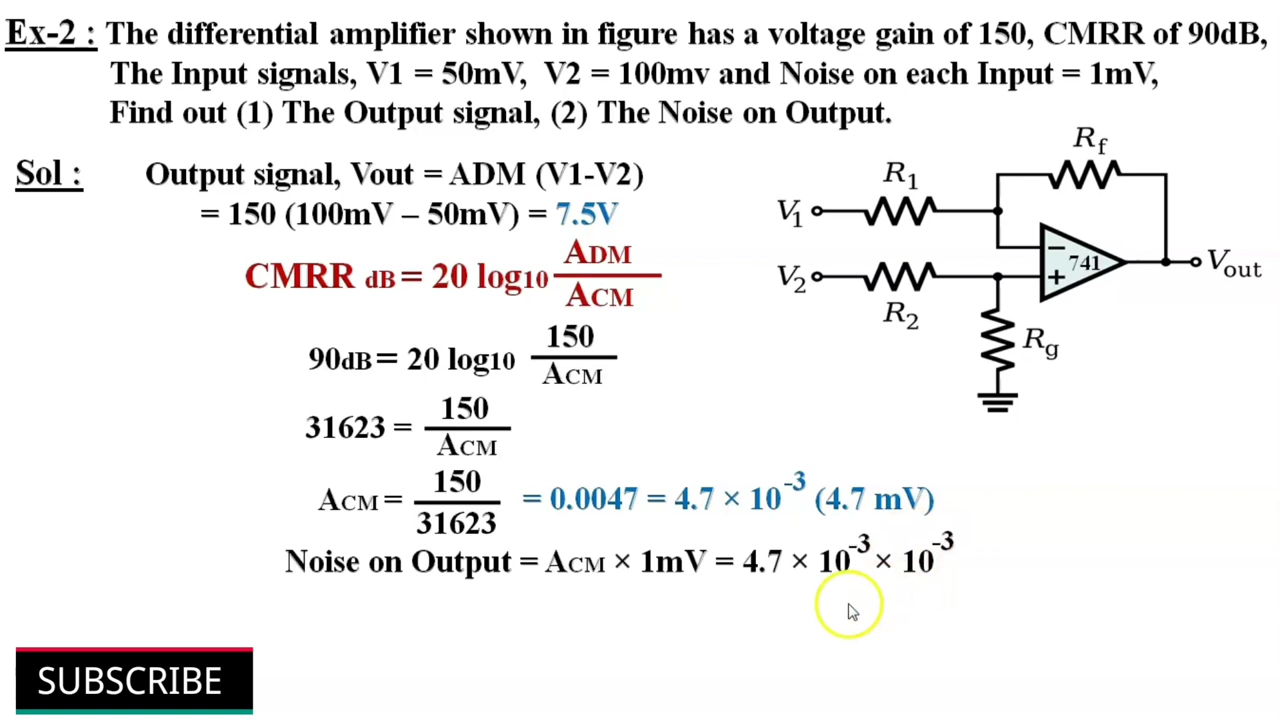 Ex-2 : The differential amplifier shown in figure has a voltage gain of 150, CMRR of 90dB,
The Input signals, V1 = 50mV, V2 = 100mv and Noise on each Input = 1mV,
Find out (1) The Output signal, (2) The Noise on Output.
Sol : Output signal, Vout = ADM (V1-V2)
= 150 (100mV – 50mV) = 7.5V
CMRR dB = 20 log10 ADM / ACM
90dB = 20 log10 150 / ACM
31623 = 150 / ACM
ACM = 150 / 31623 = 0.0047 = 4.7 × 10⁻³ (4.7 mV)
Noise on Output = ACM × 1mV = 4.7 × 10⁻³ × 10⁻³
Rf
R1
V1
−
741
Vout
V2
+
R2
Rg
SUBSCRIBE